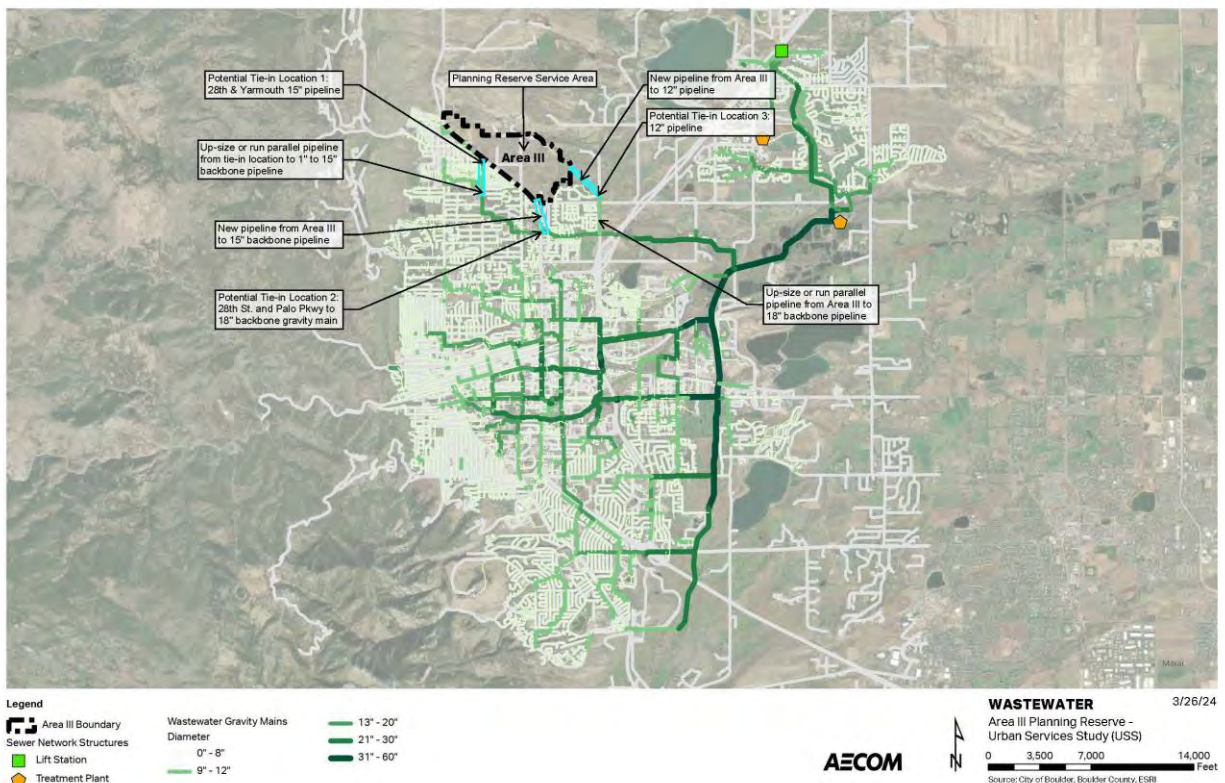 Potential Tie-in Location 1:
28th & Yarmouth 15" pipeline
Planning Reserve Service Area
New pipeline from Area III
to 12" pipeline
Potential Tie-in Location 3:
12" pipeline
Up-size or run parallel pipeline
from tie-in location to 1" to 15"
backbone pipeline
Area III
New pipeline from Area III
to 15" backbone pipeline
Potential Tie-in Location 2:
28th St. and Palo Pkwy to
18" backbone gravity main
Up-size or run parallel
pipeline from Area III to
18" backbone pipeline
Legend
Area III Boundary
Sewer Network Structures
Lift Station
Treatment Plant
Wastewater Gravity Mains
Diameter
0" - 8"
9" - 12"
13" - 20"
21" - 30"
31" - 60"
AECOM
N
WASTEWATER
3/26/24
Area III Planning Reserve -
Urban Services Study (USS)
0 3,500 7,000 14,000
Feet
Source: City of Boulder, Boulder County, ESRI